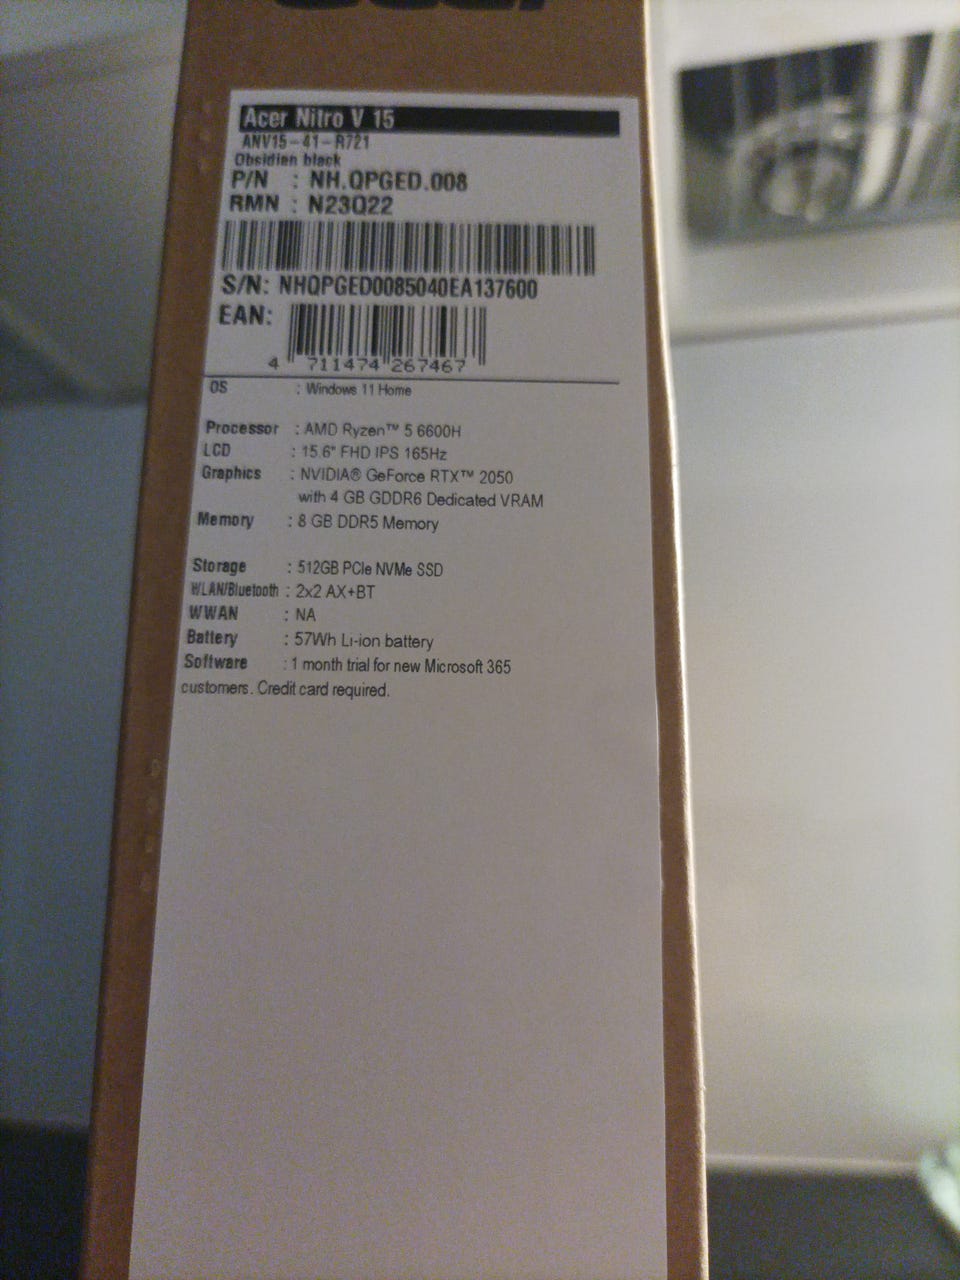 Acer Nitro V 15
ANV15-41-R721
Obsidian black
P/N : NH.QPGED.008
RMN : N23Q22
S/N: NHQPGED0085040EA137600
EAN:
4 711474 267467
OS : Windows 11 Home
Processor : AMD Ryzen™ 5 6600H
LCD : 15.6" FHD IPS 165Hz
Graphics : NVIDIA® GeForce RTX™ 2050
with 4 GB GDDR6 Dedicated VRAM
Memory : 8 GB DDR5 Memory
Storage : 512GB PCIe NVMe SSD
WLAN/Bluetooth : 2x2 AX+BT
WWAN : NA
Battery : 57Wh Li-ion battery
Software : 1 month trial for new Microsoft 365
customers. Credit card required.